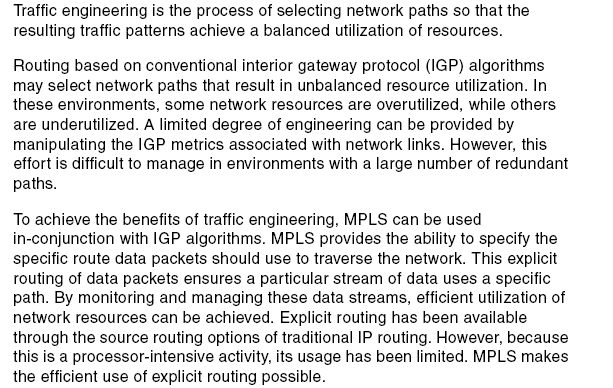 Traffic engineering is the process of selecting network paths so that the
resulting traffic patterns achieve a balanced utilization of resources.
Routing based on conventional interior gateway protocol (IGP) algorithms
may select network paths that result in unbalanced resource utilization. In
these environments, some network resources are overutilized, while others
are underutilized. A limited degree of engineering can be provided by
manipulating the IGP metrics associated with network links. However, this
effort is difficult to manage in environments with a large number of redundant
paths.
To achieve the benefits of traffic engineering, MPLS can be used
in-conjunction with IGP algorithms. MPLS provides the ability to specify the
specific route data packets should use to traverse the network. This explicit
routing of data packets ensures a particular stream of data uses a specific
path. By monitoring and managing these data streams, efficient utilization of
network resources can be achieved. Explicit routing has been available
through the source routing options of traditional IP routing. However, because
this is a processor-intensive activity, its usage has been limited. MPLS makes
the efficient use of explicit routing possible.